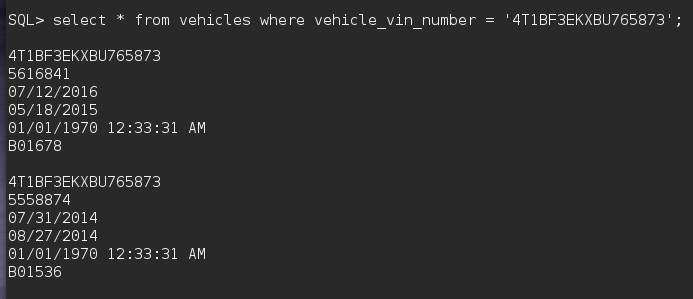 SQL> select * from vehicles where vehicle_vin_number = '4T1BF3EKXBU765873';
4T1BF3EKXBU765873
5616841
07/12/2016
05/18/2015
01/01/1970 12:33:31 AM
B01678
4T1BF3EKXBU765873
5558874
07/31/2014
08/27/2014
01/01/1970 12:33:31 AM
B01536